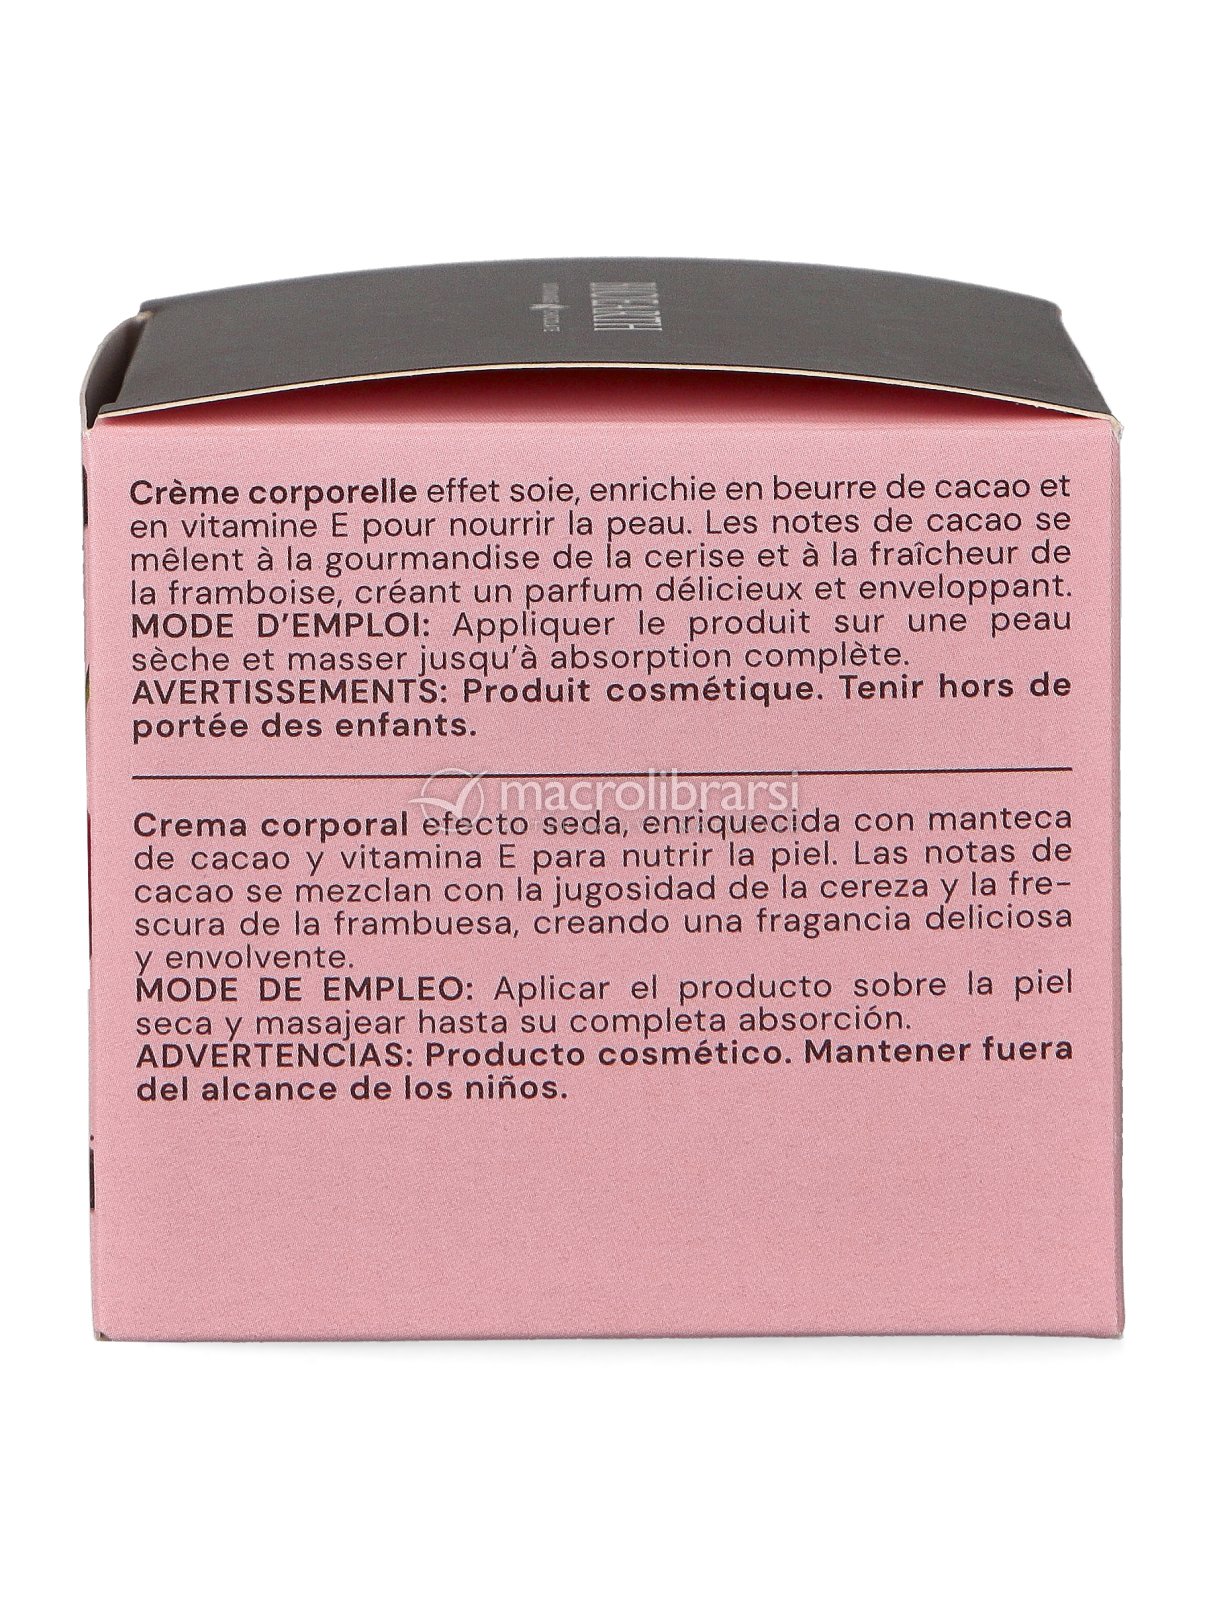 Crème corporelle effet soie, enrichie en beurre de cacao et
en vitamine E pour nourrir la peau. Les notes de cacao se
mêlent à la gourmandise de la cerise et à la fraîcheur de
la framboise, créant un parfum délicieux et enveloppant.
MODE D'EMPLOI: Appliquer le produit sur une peau
sèche et masser jusqu'à absorption complète.
AVERTISSEMENTS: Produit cosmétique. Tenir hors de
portée des enfants.
macrolibrarsi
Crema corporal efecto seda, enriquecida con manteca
de cacao y vitamina E para nutrir la piel. Las notas de
cacao se mezclan con la jugosidad de la cereza y la fre-
scura de la frambuesa, creando una fragancia deliciosa
y envolvente.
MODE DE EMPLEO: Aplicar el producto sobre la piel
seca y masajear hasta su completa absorción.
ADVERTENCIAS: Producto cosmético. Mantener fuera
del alcance de los niños.